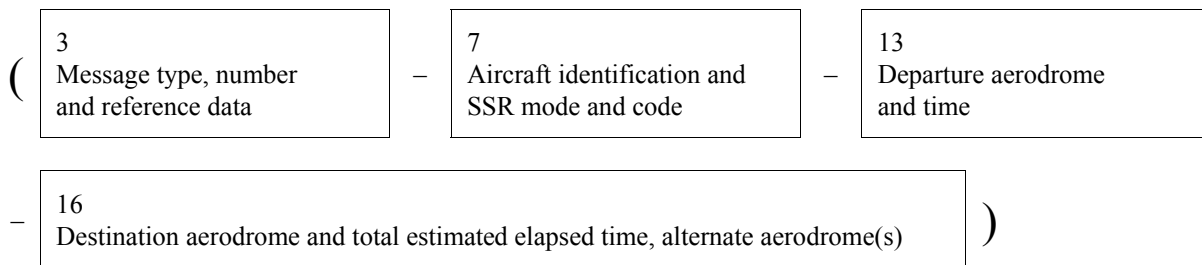 3
Message type, number
and reference data
7
Aircraft identification and
SSR mode and code
13
Departure aerodrome
and time
( – –
16
Destination aerodrome and total estimated elapsed time, alternate aerodrome(s)
– )